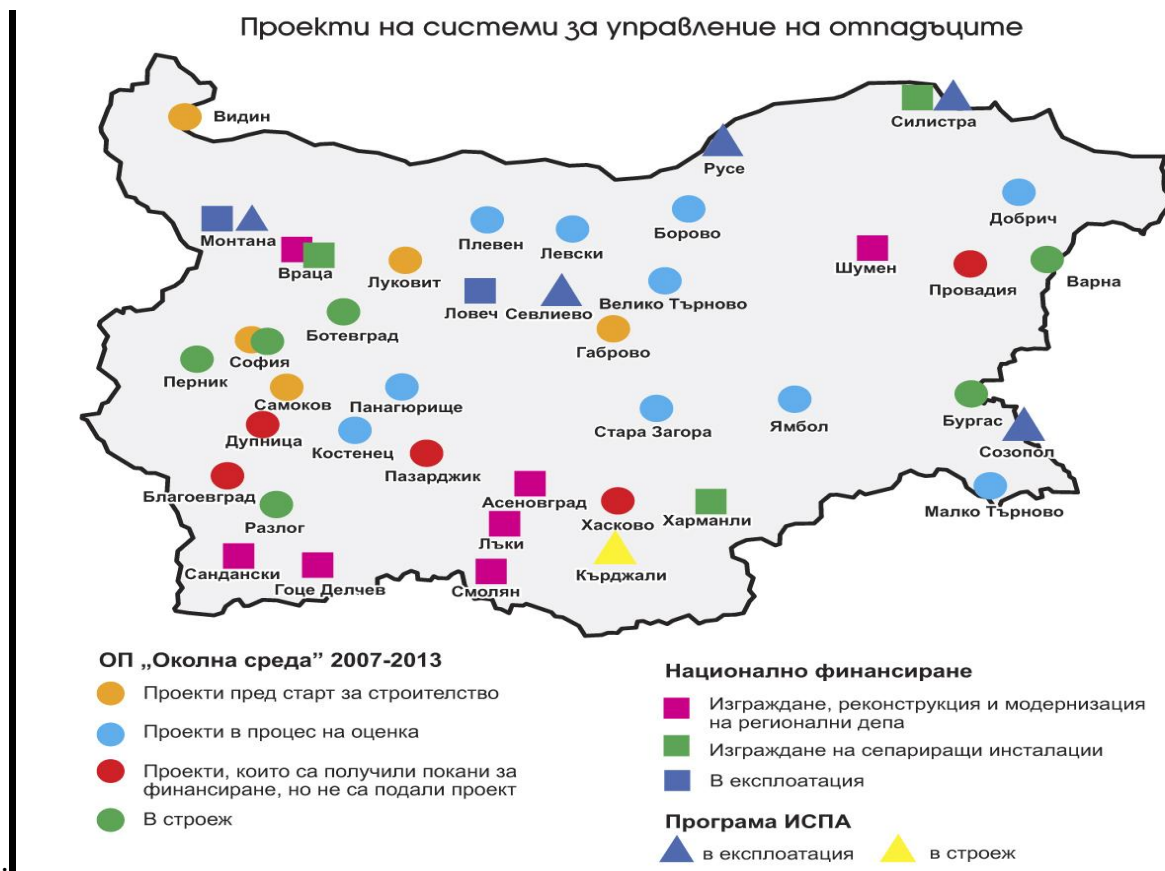 Проекти на системи за управление на отпадъците
Видин
Силистра
Русе
Добрич
Монтана
Плевен
Левски
Борово
Враца
Луковит
Шумен
Провадия
Варна
Ловеч
Севлиево
Велико Търново
Ботевград
Габрово
София
Перник
Самоков
Панагюрище
Стара Загора
Ямбол
Бургас
Дупница
Костенец
Созопол
Пазарджик
Благоевград
Асеновград
Малко Търново
Разлог
Хасково
Харманли
Лъки
Сандански
Гоце Делчев
Смолян
Кърджали
ОП „Околна среда” 2007-2013
Проекти пред старт за строителство
Проекти в процес на оценка
Проекти, които са получили покани за
финансиране, но не са подали проект
В строеж
Национално финансиране
Изграждане, реконструкция и модернизация
на регионални депа
Изграждане на сепариращи инсталации
В експлоатация
Програма ИСПА
в експлоатация
в строеж
.